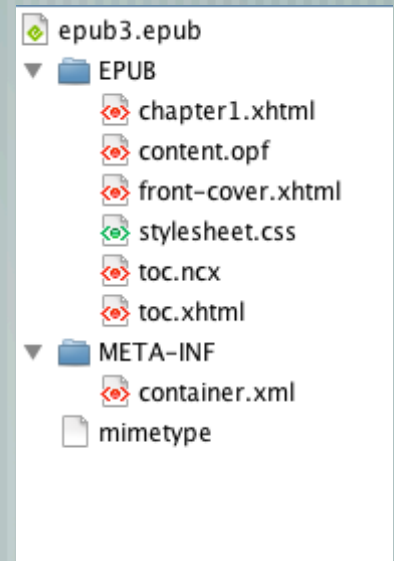 epub3.epub
EPUB
chapter1.xhtml
content.opf
front-cover.xhtml
stylesheet.css
toc.ncx
toc.xhtml
META-INF
container.xml
mimetype